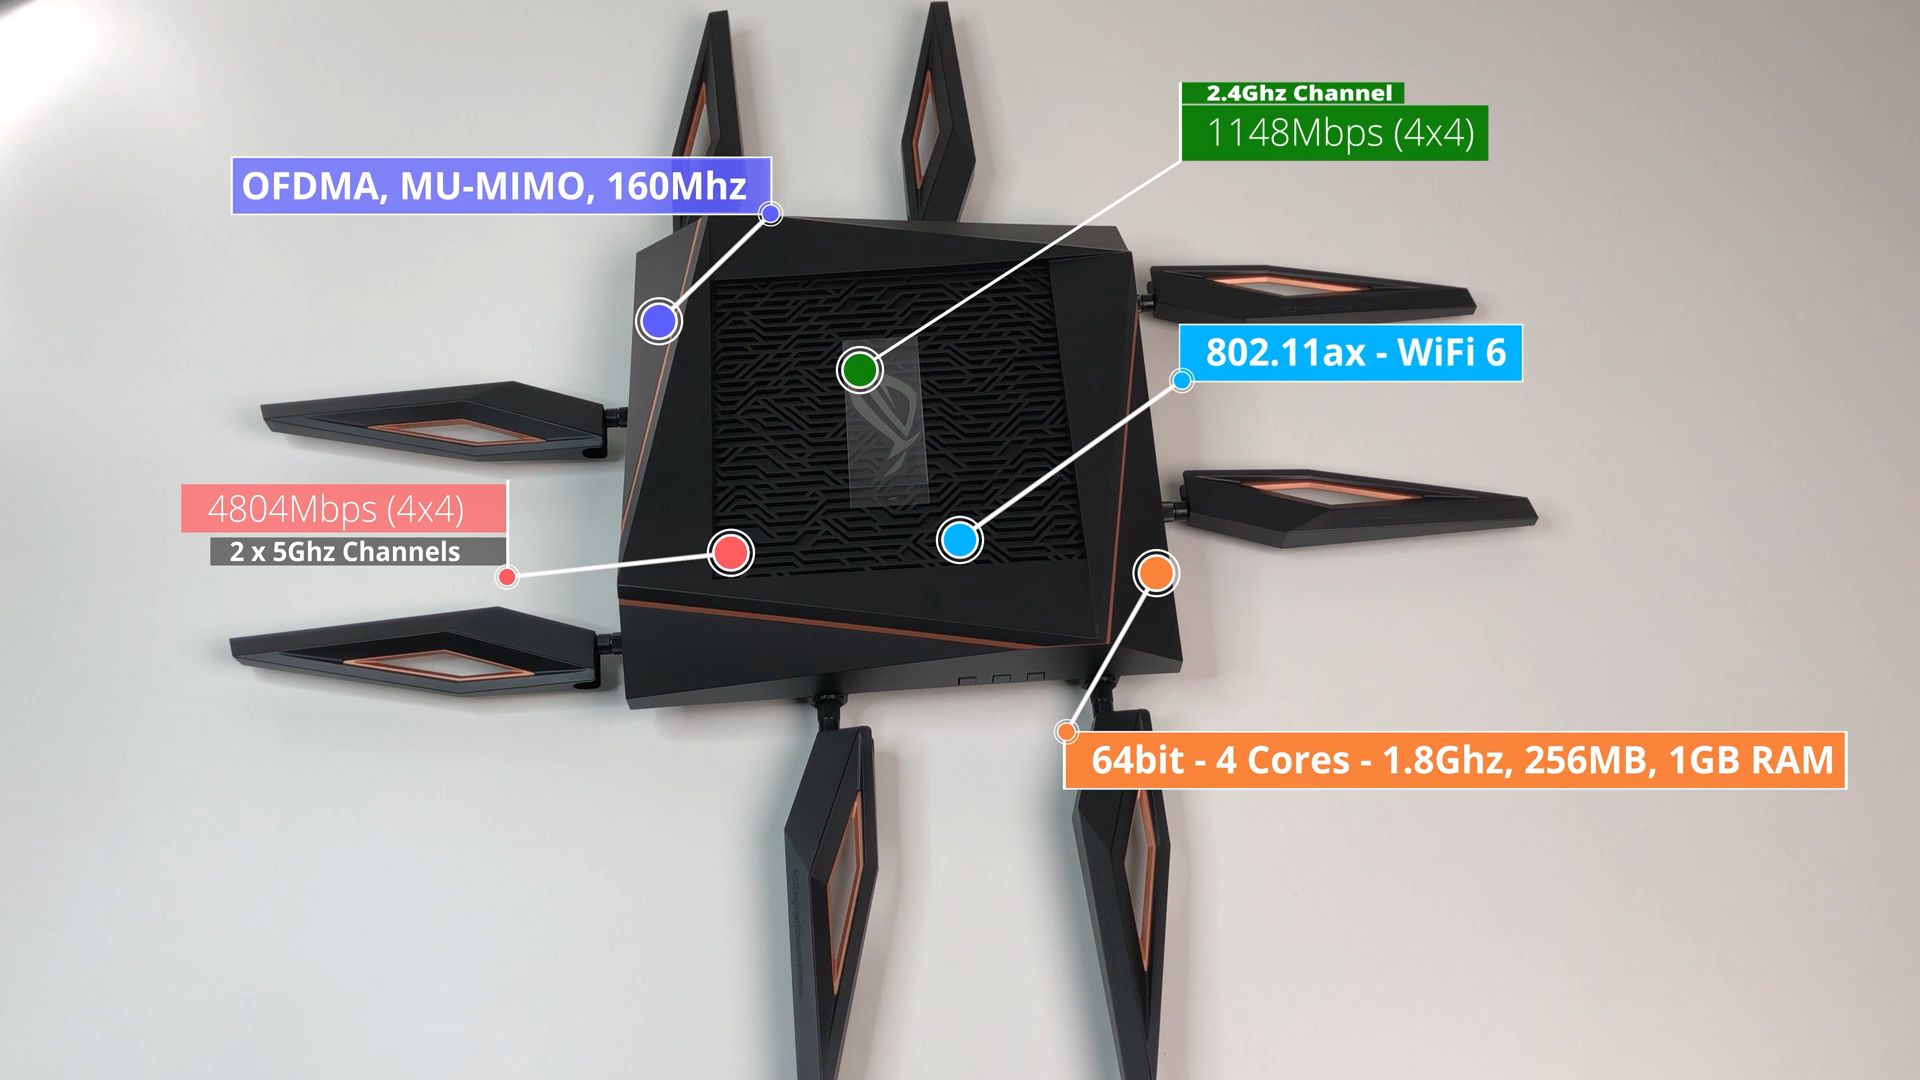 2.4Ghz Channel
1148Mbps (4x4)
OFDMA, MU-MIMO, 160Mhz
802.11ax - WiFi 6
4804Mbps (4x4)
2 x 5Ghz Channels
64bit - 4 Cores - 1.8Ghz, 256MB, 1GB RAM